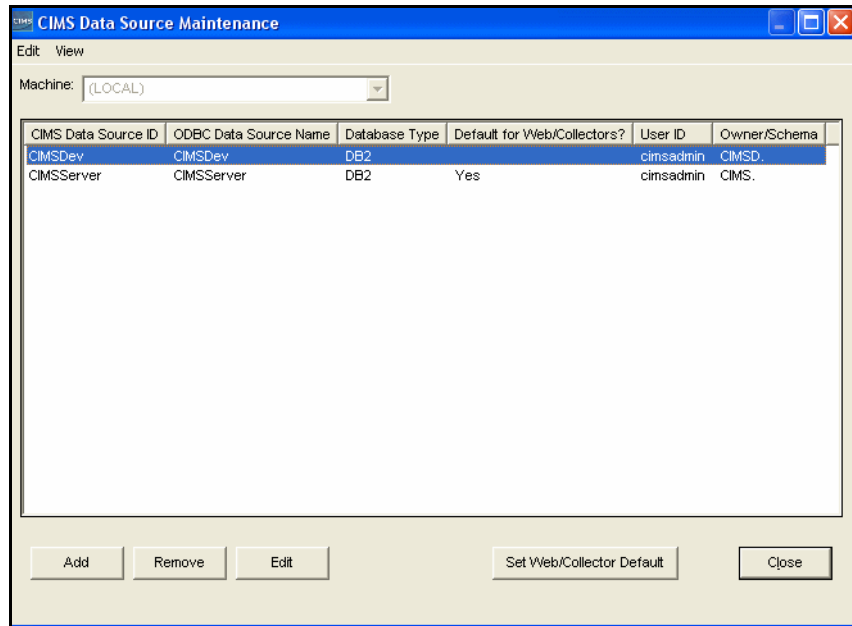 CIMS CIMS Data Source Maintenance
Edit View
Machine: (LOCAL)
CIMS Data Source ID ODBC Data Source Name Database Type Default for Web/Collectors? User ID Owner/Schema
CIMSDev CIMSDev DB2 cimsadmin CIMSD.
CIMSServer CIMSServer DB2 Yes cimsadmin CIMS.
Add Remove Edit Set Web/Collector Default Close